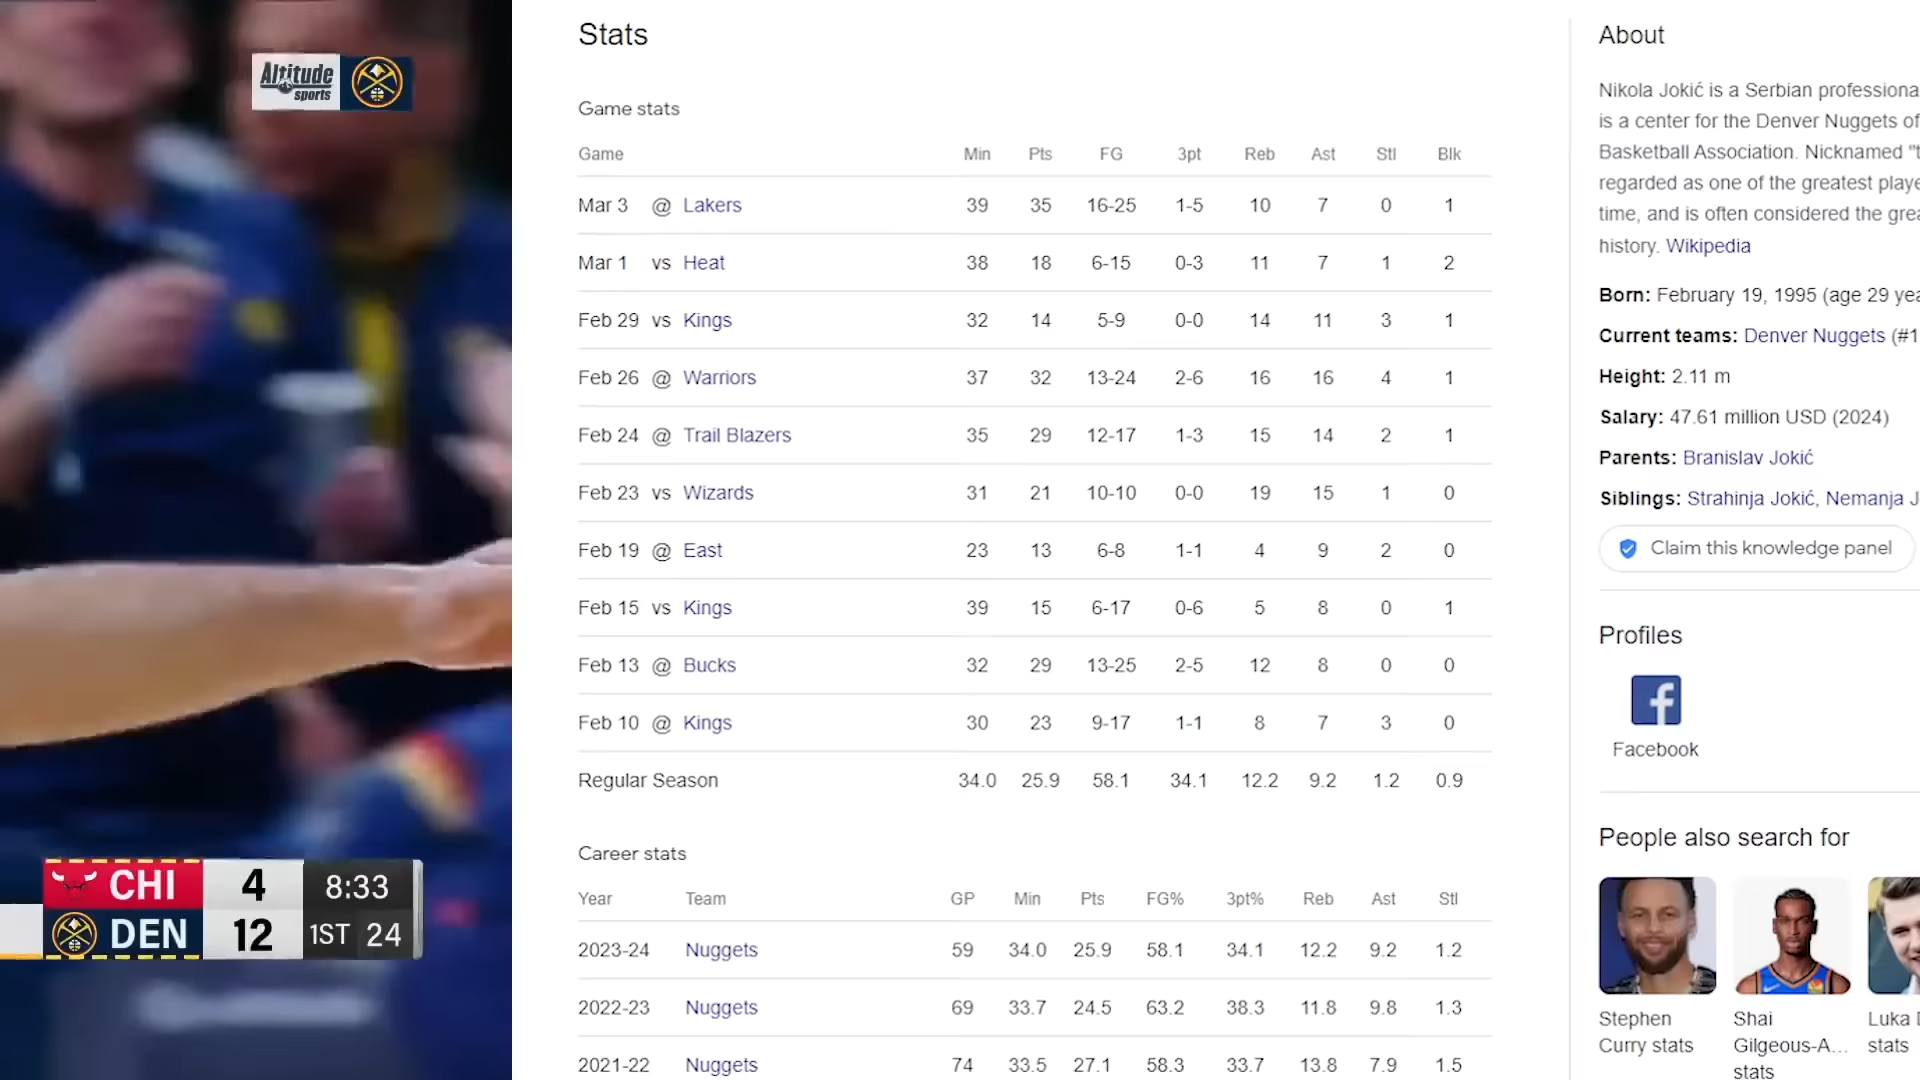 Altitude
sports
CHI 4 8:33
DEN 12 1ST 24
Stats
Game stats
Game Min Pts FG 3pt Reb Ast Stl Blk
Mar 3 @ Lakers 39 35 16-25 1-5 10 7 0 1
Mar 1 vs Heat 38 18 6-15 0-3 11 7 1 2
Feb 29 vs Kings 32 14 5-9 0-0 14 11 3 1
Feb 26 @ Warriors 37 32 13-24 2-6 16 16 4 1
Feb 24 @ Trail Blazers 35 29 12-17 1-3 15 14 2 1
Feb 23 vs Wizards 31 21 10-10 0-0 19 15 1 0
Feb 19 @ East 23 13 6-8 1-1 4 9 2 0
Feb 15 vs Kings 39 15 6-17 0-6 5 8 0 1
Feb 13 @ Bucks 32 29 13-25 2-5 12 8 0 0
Feb 10 @ Kings 30 23 9-17 1-1 8 7 3 0
Regular Season 34.0 25.9 58.1 34.1 12.2 9.2 1.2 0.9
Career stats
Year Team GP Min Pts FG% 3pt% Reb Ast Stl
2023-24 Nuggets 59 34.0 25.9 58.1 34.1 12.2 9.2 1.2
2022-23 Nuggets 69 33.7 24.5 63.2 38.3 11.8 9.8 1.3
2021-22 Nuggets 74 33.5 27.1 58.3 33.7 13.8 7.9 1.5
About
Nikola Jokić is a Serbian professiona
is a center for the Denver Nuggets of
Basketball Association. Nicknamed "t
regarded as one of the greatest playe
time, and is often considered the grea
history. Wikipedia
Born: February 19, 1995 (age 29 yea
Current teams: Denver Nuggets (#1
Height: 2.11 m
Salary: 47.61 million USD (2024)
Parents: Branislav Jokić
Siblings: Strahinja Jokić, Nemanja J
Claim this knowledge panel
Profiles
Facebook
People also search for
Stephen
Curry stats
Shai
Gilgeous-A...
stats
Luka
stats